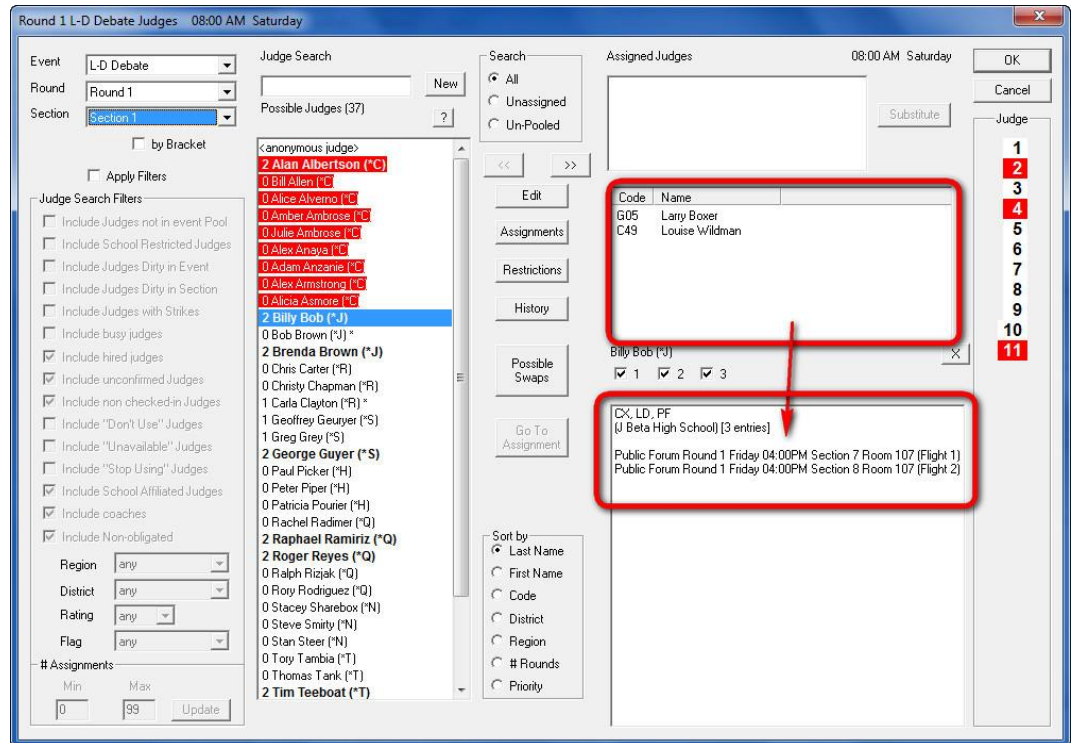 Round 1 L-D Debate Judges 08:00 AM Saturday
Event L-D Debate
Round Round 1
Section Section 1
by Bracket
Apply Filters
Judge Search Filters
Include Judges not in event Pool
Include School Restricted Judges
Include Judges Dirty in Event
Include Judges Dirty in Section
Include Judges with Strikes
Include busy judges
Include hired judges
Include unconfirmed Judges
Include non checked-in Judges
Include "Don't Use" Judges
Include "Unavailable" Judges
Include "Stop Using" Judges
Include School Affiliated Judges
Include coaches
Include Non-obligated
Region any
District any
Rating any
Flag any
# Assignments
Min Max
0 99 Update
Judge Search
New
Possible Judges (37)
?
<anonymous judge>
2 Alan Albertson (*C)
0 Bill Allen (*C)
0 Alice Alverno (*C)
0 Amber Ambrose (*C)
0 Julie Ambrose (*C)
0 Alex Anaya (*C)
0 Adam Anzanie (*C)
0 Alex Armstrong (*C)
0 Alicia Asmore (*C)
2 Billy Bob (*J)
0 Bob Brown (*J) *
2 Brenda Brown (*J)
0 Chris Carter (*R)
0 Christy Chapman (*R)
1 Carla Clayton (*R) *
1 Geoffrey Geuryer (*S)
1 Greg Grey (*S)
2 George Guyer (*S)
0 Paul Picker (*H)
0 Peter Piper (*H)
0 Patricia Pourier (*H)
0 Rachel Radimer (*Q)
2 Raphael Ramiriz (*Q)
2 Roger Reyes (*Q)
0 Ralph Rizjak (*Q)
0 Rory Rodriguez (*Q)
0 Stacey Sharebox (*N)
0 Steve Smirty (*N)
0 Stan Steer (*N)
0 Tory Tambia (*T)
0 Thomas Tank (*T)
2 Tim Teeboat (*T)
Search
All
Unassigned
Un-Pooled
<< >>
Edit
Assignments
Restrictions
History
Possible
Swaps
Go To
Assignment
Sort by
Last Name
First Name
Code
District
Region
# Rounds
Priority
Assigned Judges 08:00 AM Saturday
Substitute
Code Name
G05 Larry Boxer
C49 Louise Wildman
Billy Bob (*J)
X
1 2 3
CX, LD, PF
(J Beta High School) [3 entries]
Public Forum Round 1 Friday 04:00PM Section 7 Room 107 (Flight 1)
Public Forum Round 1 Friday 04:00PM Section 8 Room 107 (Flight 2)
OK
Cancel
Judge
1
2
3
4
5
6
7
8
9
10
11